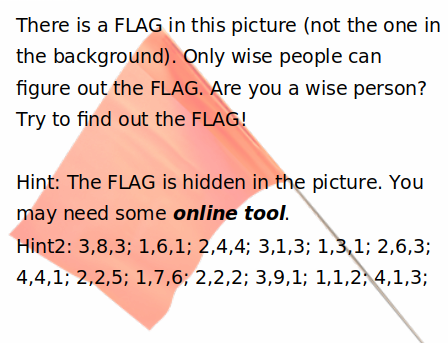 There is a FLAG in this picture (not the one in
the background). Only wise people can
figure out the FLAG. Are you a wise person?
Try to find out the FLAG!
Hint: The FLAG is hidden in the picture. You
may need some online tool.
Hint2: 3,8,3; 1,6,1; 2,4,4; 3,1,3; 1,3,1; 2,6,3;
4,4,1; 2,2,5; 1,7,6; 2,2,2; 3,9,1; 1,1,2; 4,1,3;